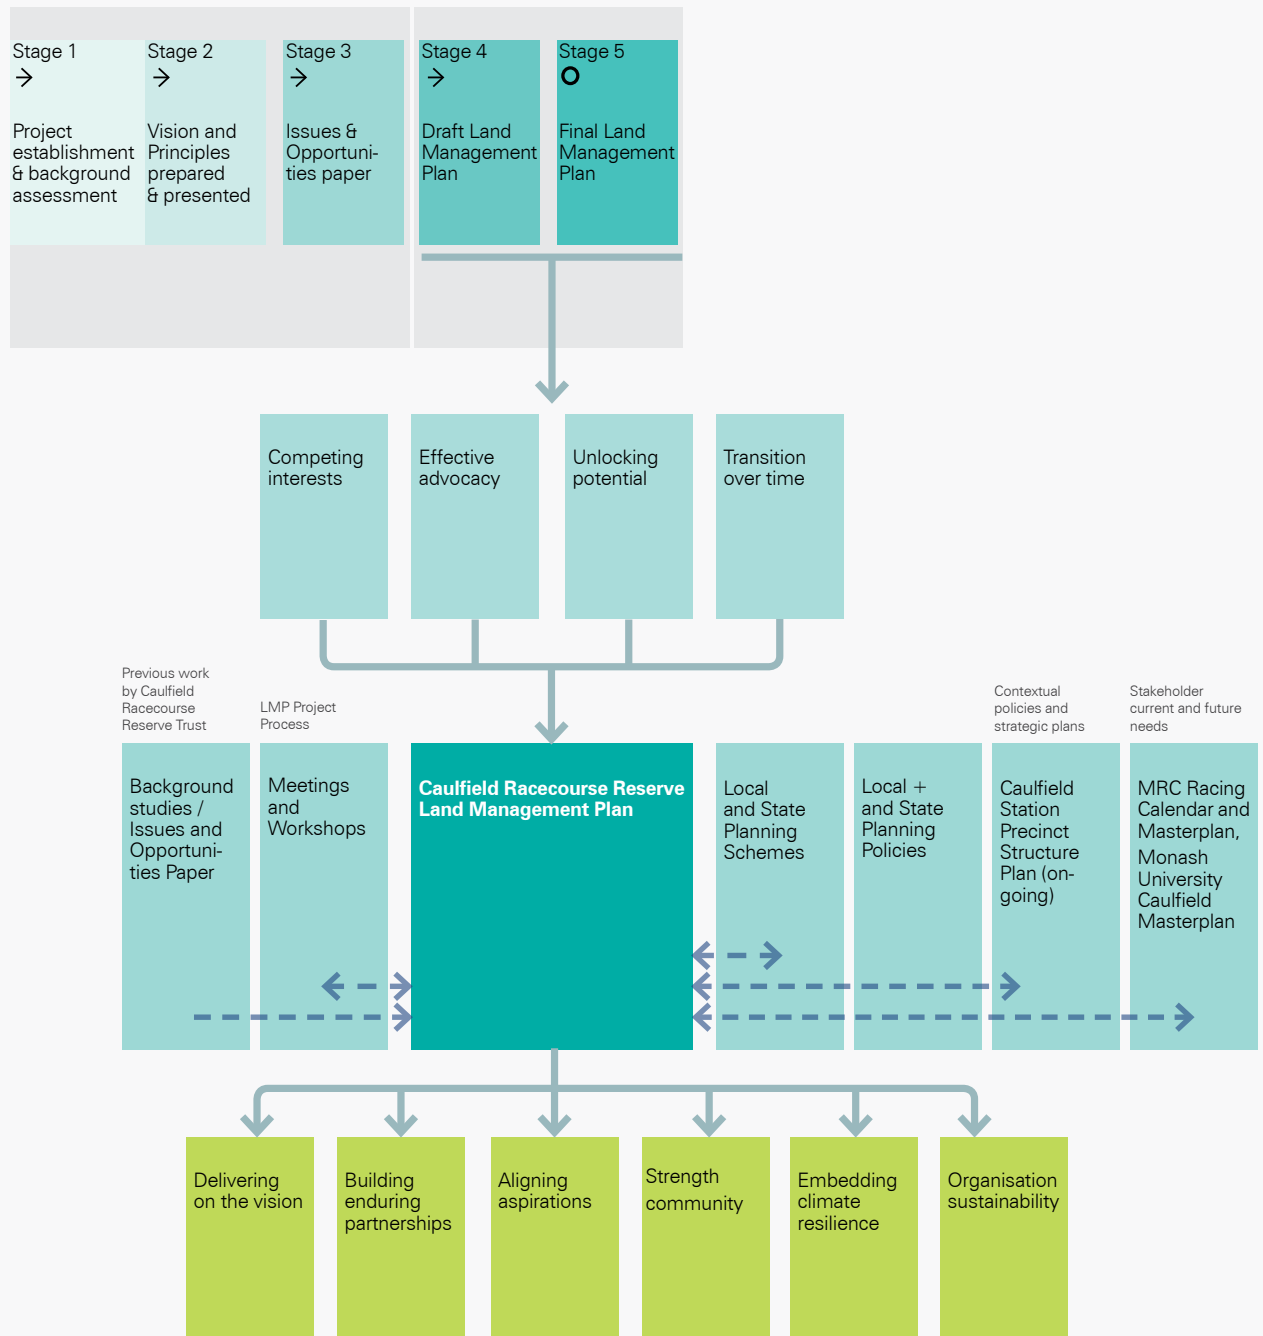 Stage 1
Project
establishment
& background
assessment
Stage 2
Vision and
Principles
prepared
& presented
Stage 3
Issues &
Opportuni-
ties paper
Stage 4
Draft Land
Management
Plan
Stage 5
Final Land
Management
Plan
Competing
interests
Effective
advocacy
Unlocking
potential
Transition
over time
Previous work
by Caulfield
Racecourse
Reserve Trust
Background
studies /
Issues and
Opportuni-
ties Paper
LMP Project
Process
Meetings
and
Workshops
Caulfield Racecourse Reserve
Land Management Plan
Local
and State
Planning
Schemes
Local +
and State
Planning
Policies
Contextual
policies and
strategic plans
Caulfield
Station
Precinct
Structure
Plan (on-
going)
Stakeholder
current and future
needs
MRC Racing
Calendar and
Masterplan,
Monash
University
Caulfield
Masterplan
Delivering
on the vision
Building
enduring
partnerships
Aligning
aspirations
Strength
community
Embedding
climate
resilience
Organisation
sustainability